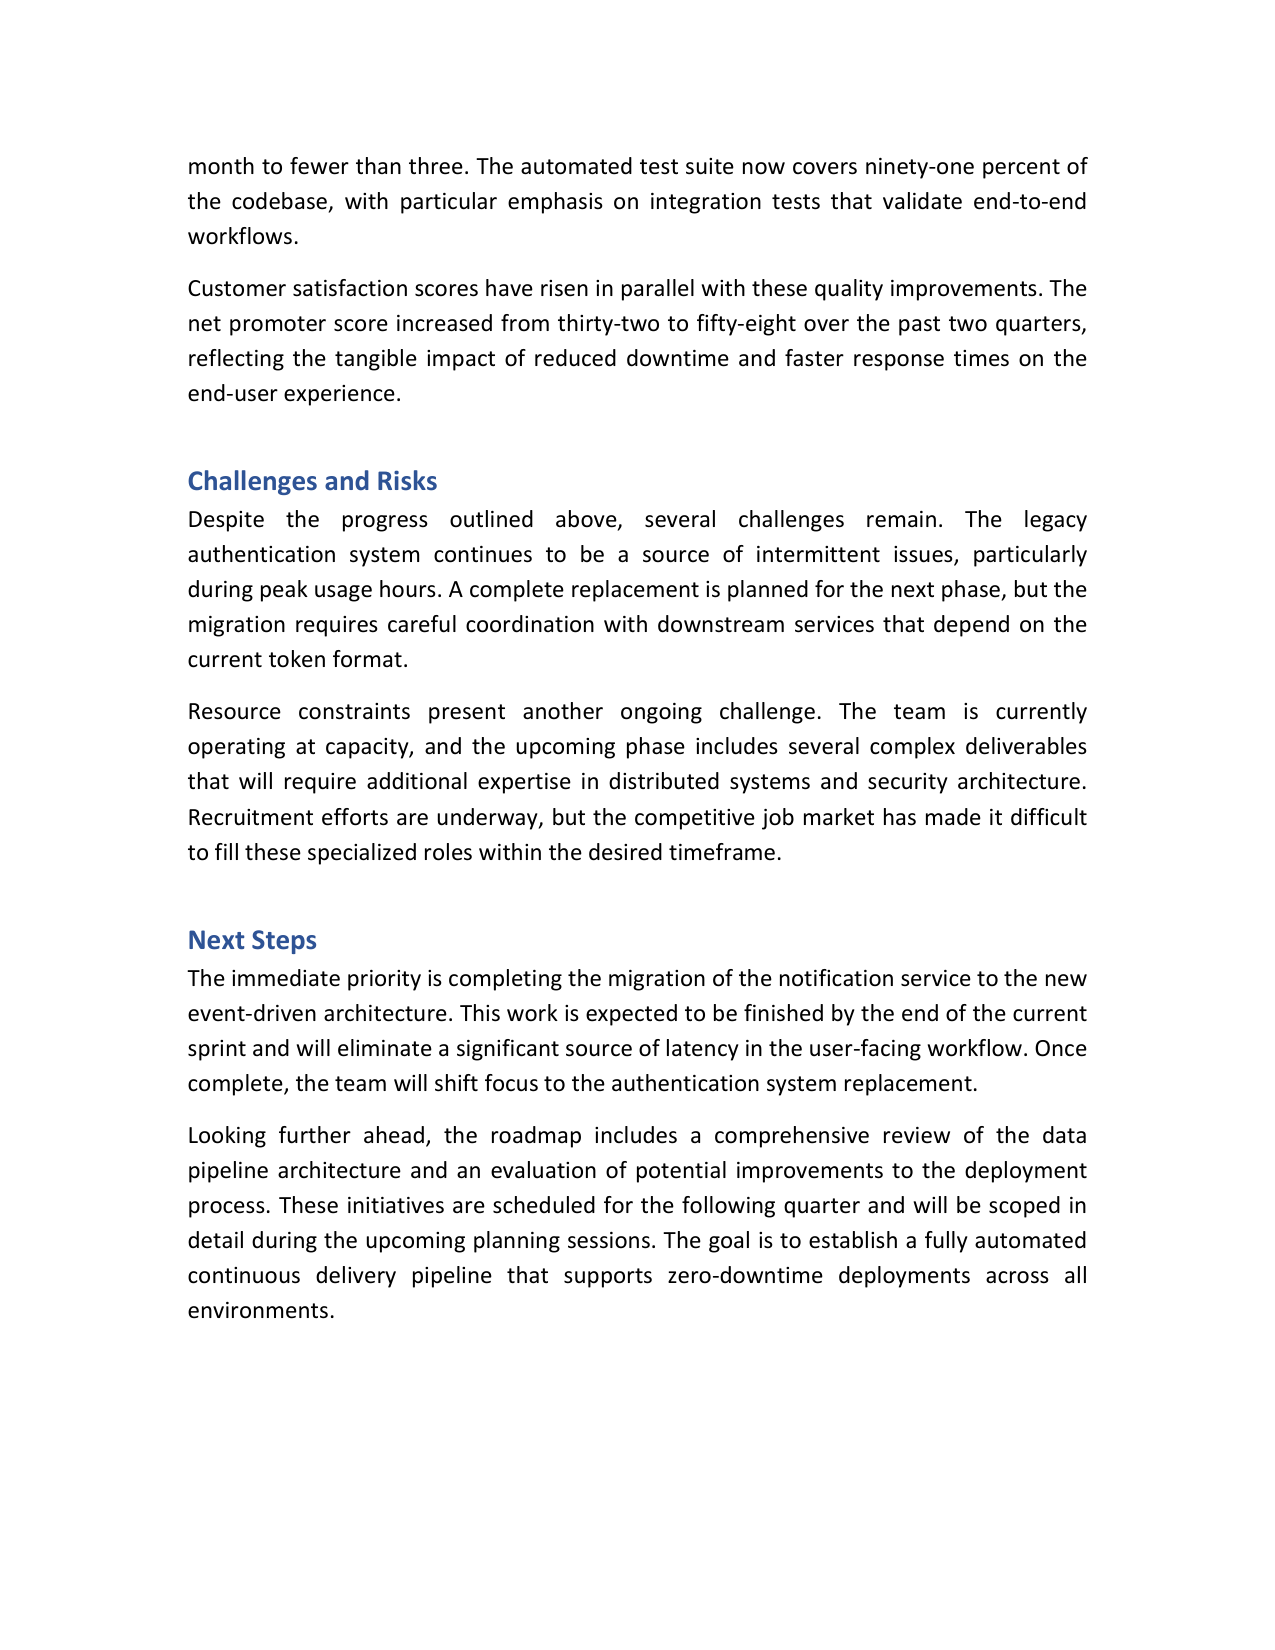 month to fewer than three. The automated test suite now covers ninety-one percent of
the codebase, with particular emphasis on integration tests that validate end-to-end
workflows.
Customer satisfaction scores have risen in parallel with these quality improvements. The
net promoter score increased from thirty-two to fifty-eight over the past two quarters,
reflecting the tangible impact of reduced downtime and faster response times on the
end-user experience.
Challenges and Risks
Despite the progress outlined above, several challenges remain. The legacy
authentication system continues to be a source of intermittent issues, particularly
during peak usage hours. A complete replacement is planned for the next phase, but the
migration requires careful coordination with downstream services that depend on the
current token format.
Resource constraints present another ongoing challenge. The team is currently
operating at capacity, and the upcoming phase includes several complex deliverables
that will require additional expertise in distributed systems and security architecture.
Recruitment efforts are underway, but the competitive job market has made it difficult
to fill these specialized roles within the desired timeframe.
Next Steps
The immediate priority is completing the migration of the notification service to the new
event-driven architecture. This work is expected to be finished by the end of the current
sprint and will eliminate a significant source of latency in the user-facing workflow. Once
complete, the team will shift focus to the authentication system replacement.
Looking further ahead, the roadmap includes a comprehensive review of the data
pipeline architecture and an evaluation of potential improvements to the deployment
process. These initiatives are scheduled for the following quarter and will be scoped in
detail during the upcoming planning sessions. The goal is to establish a fully automated
continuous delivery pipeline that supports zero-downtime deployments across all
environments.